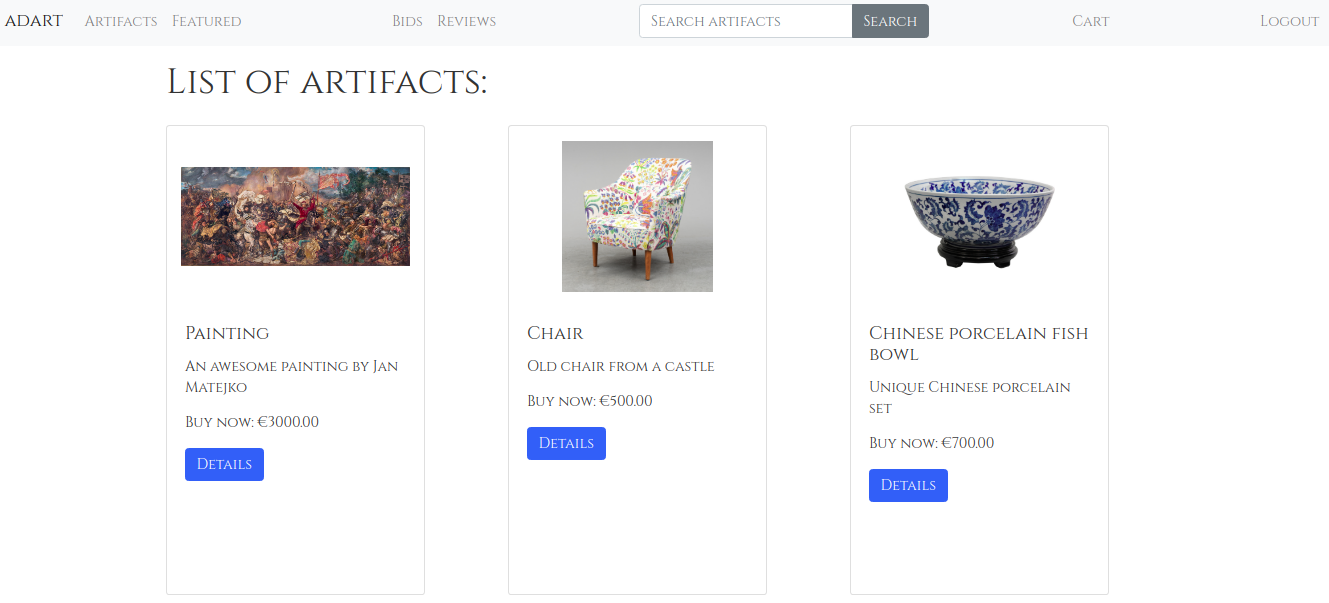 ADART Artifacts Featured Bids Reviews Search artifacts Search Cart Logout
List of artifacts:
Painting
An awesome painting by Jan
Matejko
Buy now: €3000.00
Details
Chair
Old chair from a castle
Buy now: €500.00
Details
Chinese porcelain fish
bowl
Unique Chinese porcelain
set
Buy now: €700.00
Details